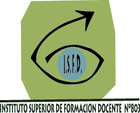 I.S.F.D.
INSTITUTO SUPERIOR DE FORMACION DOCENTE Nº803